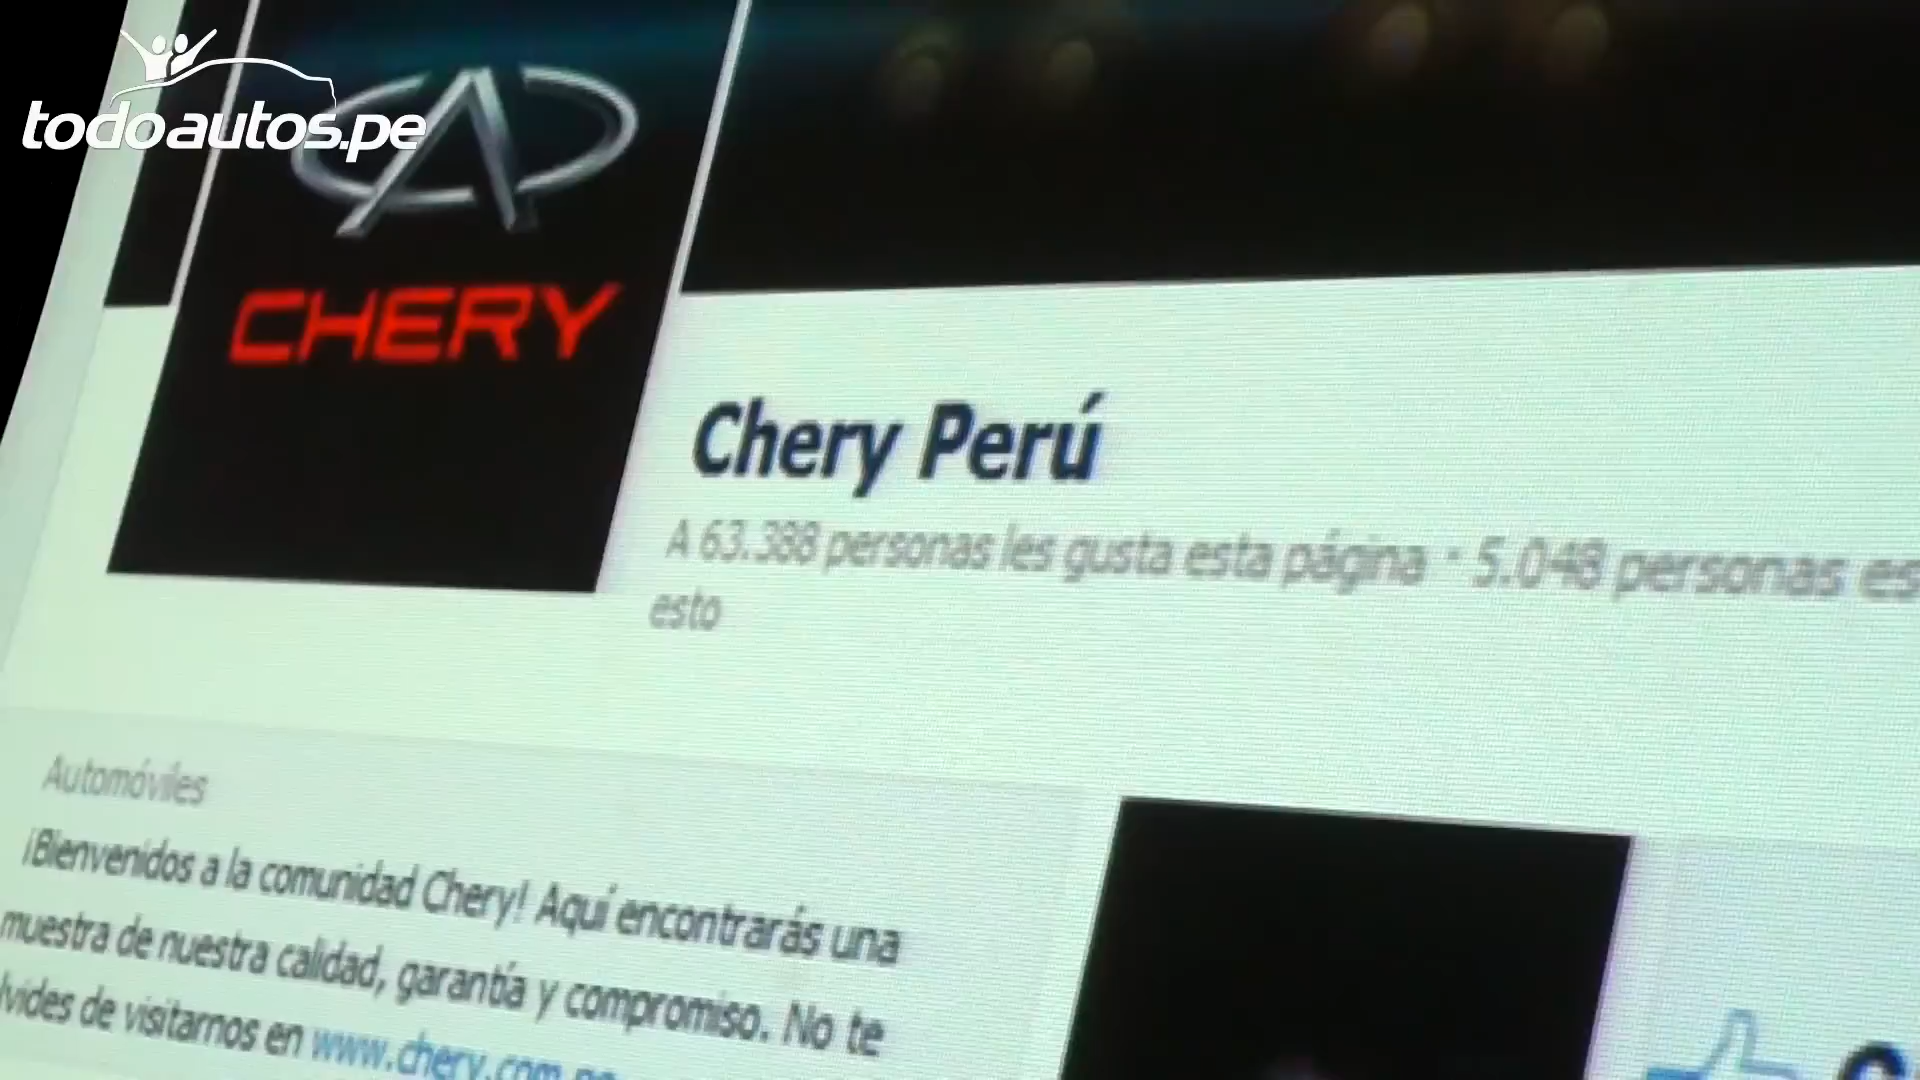 todoautos.pe
CHERY
Chery Perú
A 63.388 personas les gusta esta página · 5.048 personas es
esto
Automóviles
¡Bienvenidos a la comunidad Chery! Aquí encontrarás una
muestra de nuestra calidad, garantía y compromiso. No te
lvides de visitarnos en www.chery.com.pe